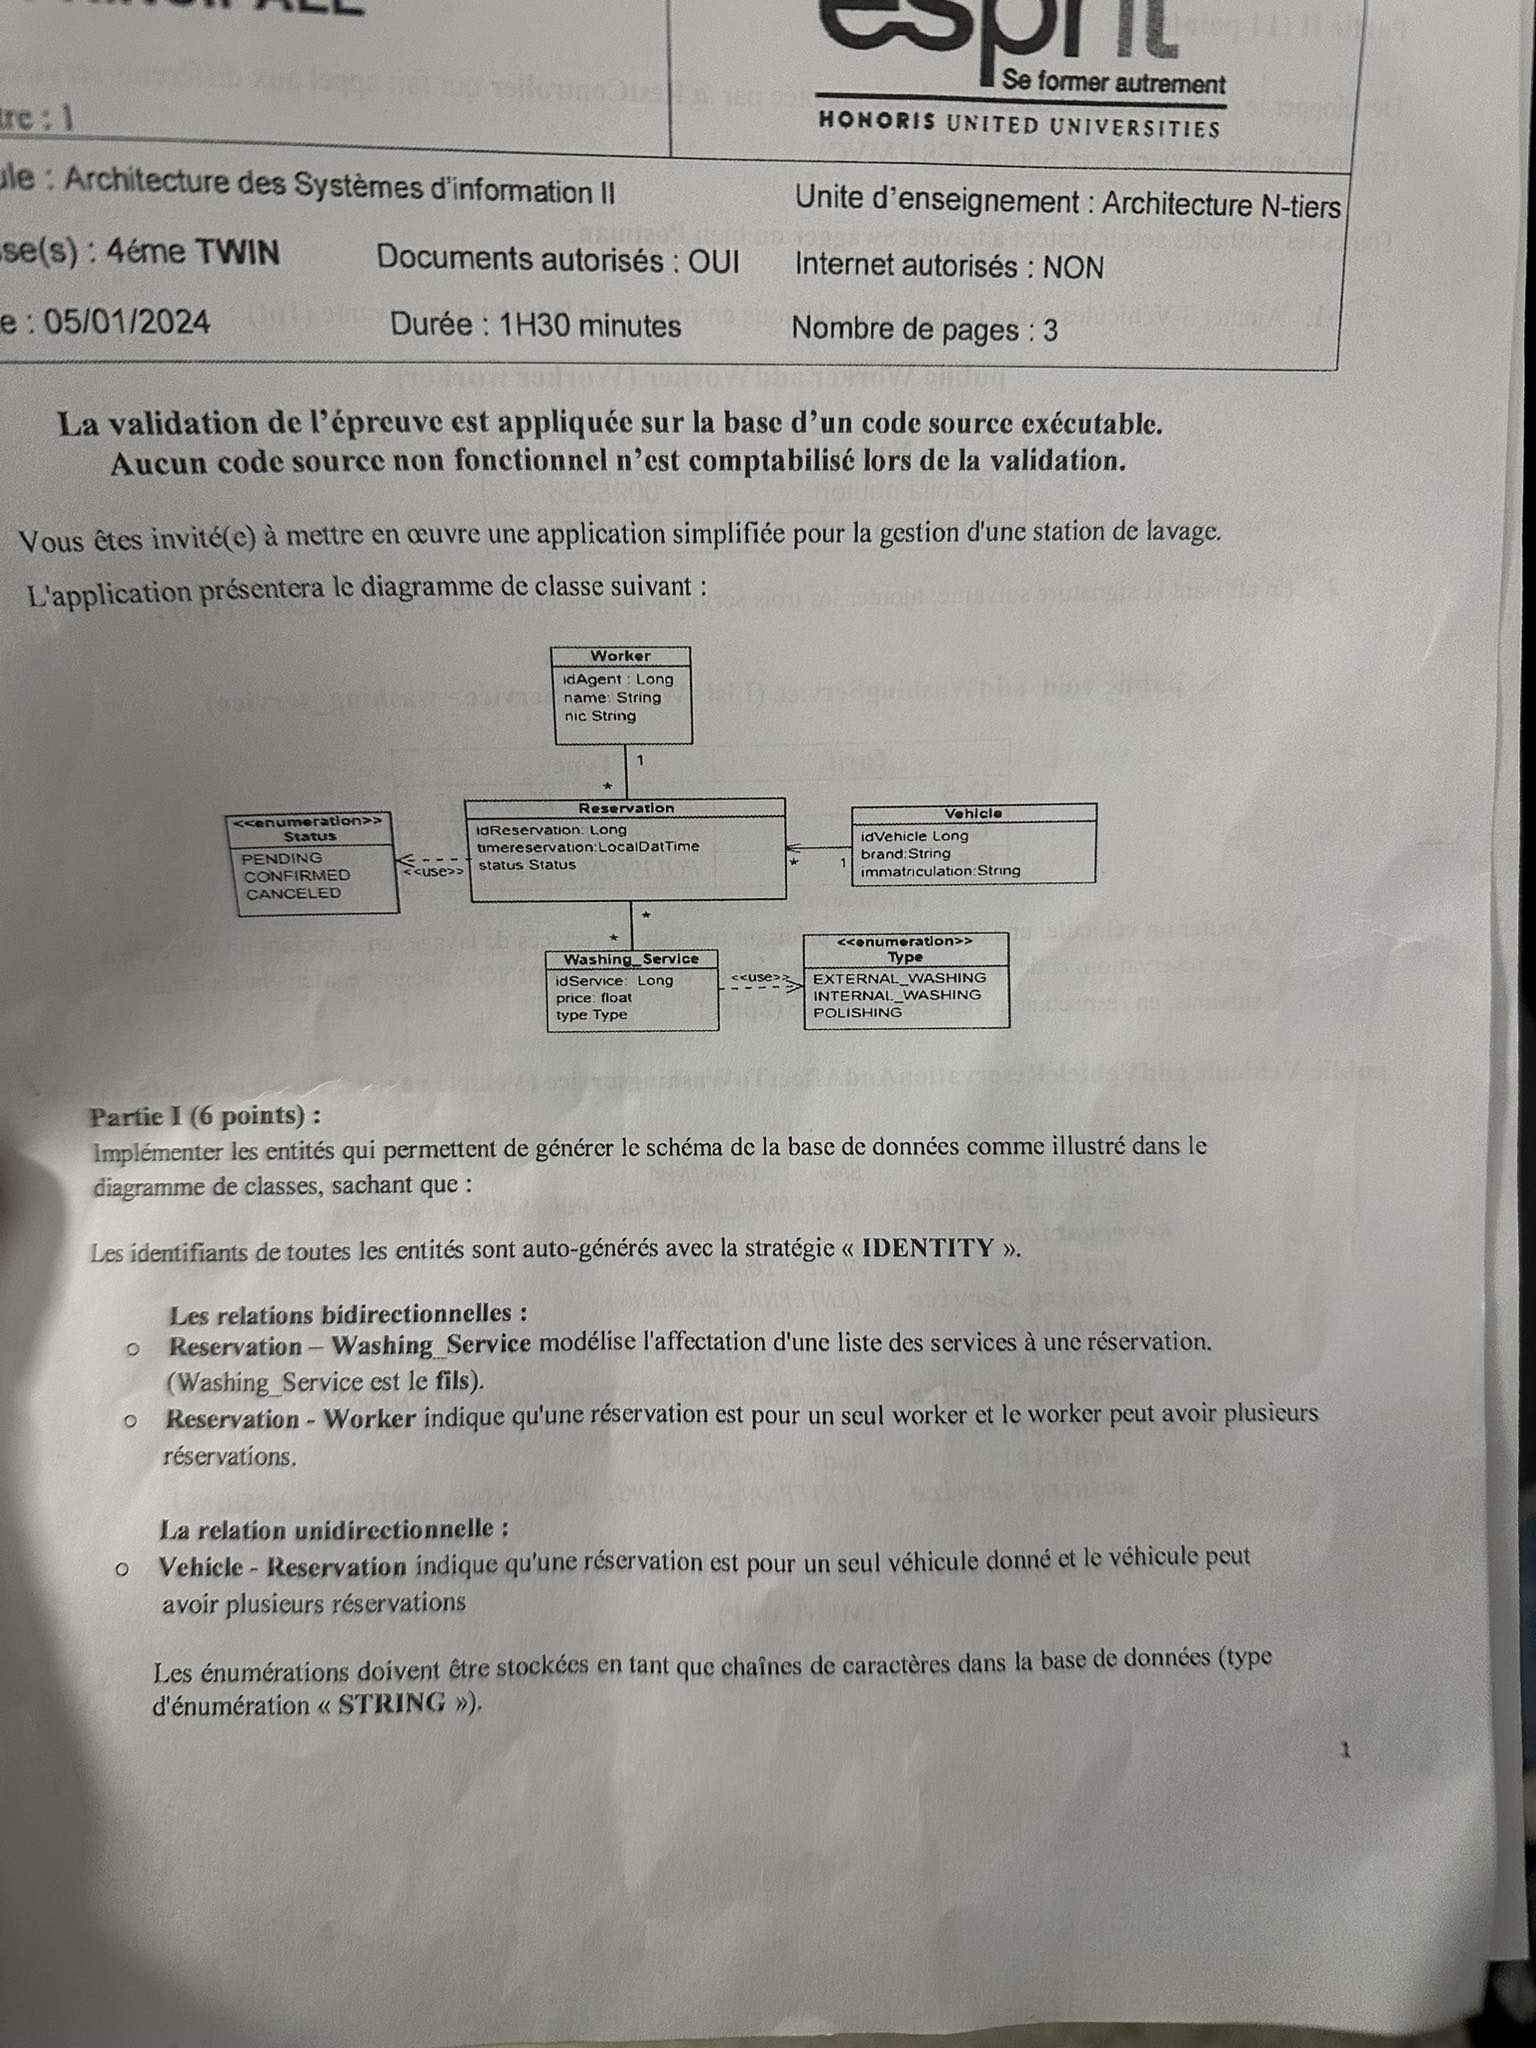 esprit
Se former autrement
HONORIS UNITED UNIVERSITIES
tre : 1
ule : Architecture des Systèmes d'information II
Unite d'enseignement : Architecture N-tiers
se(s) : 4éme TWIN
Documents autorisés : OUI
Internet autorisés : NON
e : 05/01/2024
Durée : 1H30 minutes
Nombre de pages : 3
La validation de l'épreuve est appliquée sur la base d'un code source exécutable.
Aucun code source non fonctionnel n'est comptabilisé lors de la validation.
Vous êtes invité(e) à mettre en œuvre une application simplifiée pour la gestion d'une station de lavage.
L'application présentera le diagramme de classe suivant :
Worker
idAgent : Long
name: String
nic String
1
*
<<enumeration>>
Status
PENDING
CONFIRMED
CANCELED
<<use>>
Reservation
idReservation: Long
timereservation:LocalDatTime
status Status
*
1
Vehicle
idVehicle Long
brand:String
immatriculation:String
*
*
Washing_Service
idService: Long
price: float
type Type
<<use>>
<<enumeration>>
Type
EXTERNAL_WASHING
INTERNAL_WASHING
POLISHING
Partie I (6 points) :
Implémenter les entités qui permettent de générer le schéma de la base de données comme illustré dans le
diagramme de classes, sachant que :
Les identifiants de toutes les entités sont auto-générés avec la stratégie « IDENTITY ».
Les relations bidirectionnelles :
o Reservation – Washing_Service modélise l'affectation d'une liste des services à une réservation.
(Washing_Service est le fils).
o Reservation - Worker indique qu'une réservation est pour un seul worker et le worker peut avoir plusieurs
réservations.
La relation unidirectionnelle :
o Vehicle - Reservation indique qu'une réservation est pour un seul véhicule donné et le véhicule peut
avoir plusieurs réservations
Les énumérations doivent être stockées en tant que chaînes de caractères dans la base de données (type
d'énumération « STRING »).
1